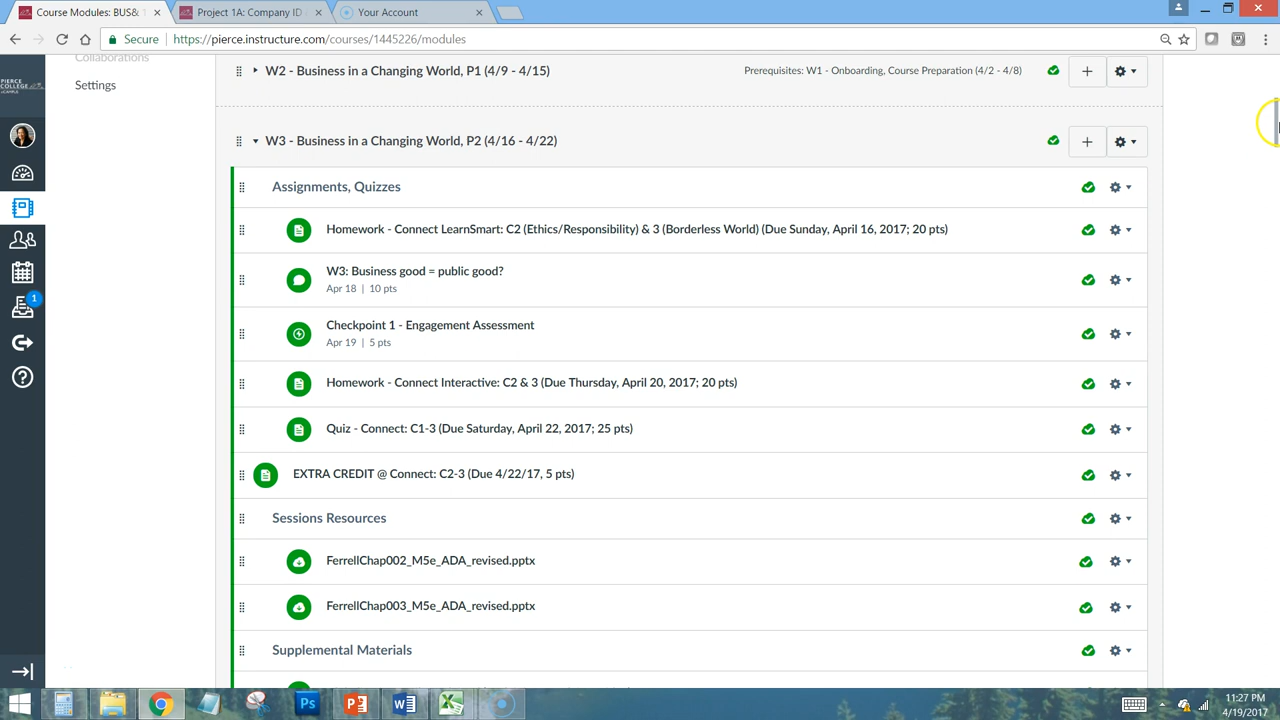 Course Modules: BUS&
Project 1A: Company ID
Your Account
Secure
https://pierce.instructure.com/courses/1445226/modules
Collaborations
Settings
PIERCE
COLLEGE
1
W2 - Business in a Changing World, P1 (4/9 - 4/15)
Prerequisites: W1 - Onboarding, Course Preparation (4/2 - 4/8)
W3 - Business in a Changing World, P2 (4/16 - 4/22)
Assignments, Quizzes
Homework - Connect LearnSmart: C2 (Ethics/Responsibility) & 3 (Borderless World) (Due Sunday, April 16, 2017; 20 pts)
W3: Business good = public good?
Apr 18 | 10 pts
Checkpoint 1 - Engagement Assessment
Apr 19 | 5 pts
Homework - Connect Interactive: C2 & 3 (Due Thursday, April 20, 2017; 20 pts)
Quiz - Connect: C1-3 (Due Saturday, April 22, 2017; 25 pts)
EXTRA CREDIT @ Connect: C2-3 (Due 4/22/17, 5 pts)
Sessions Resources
FerrellChap002_M5e_ADA_revised.pptx
FerrellChap003_M5e_ADA_revised.pptx
Supplemental Materials
Ps
11:27 PM
4/19/2017